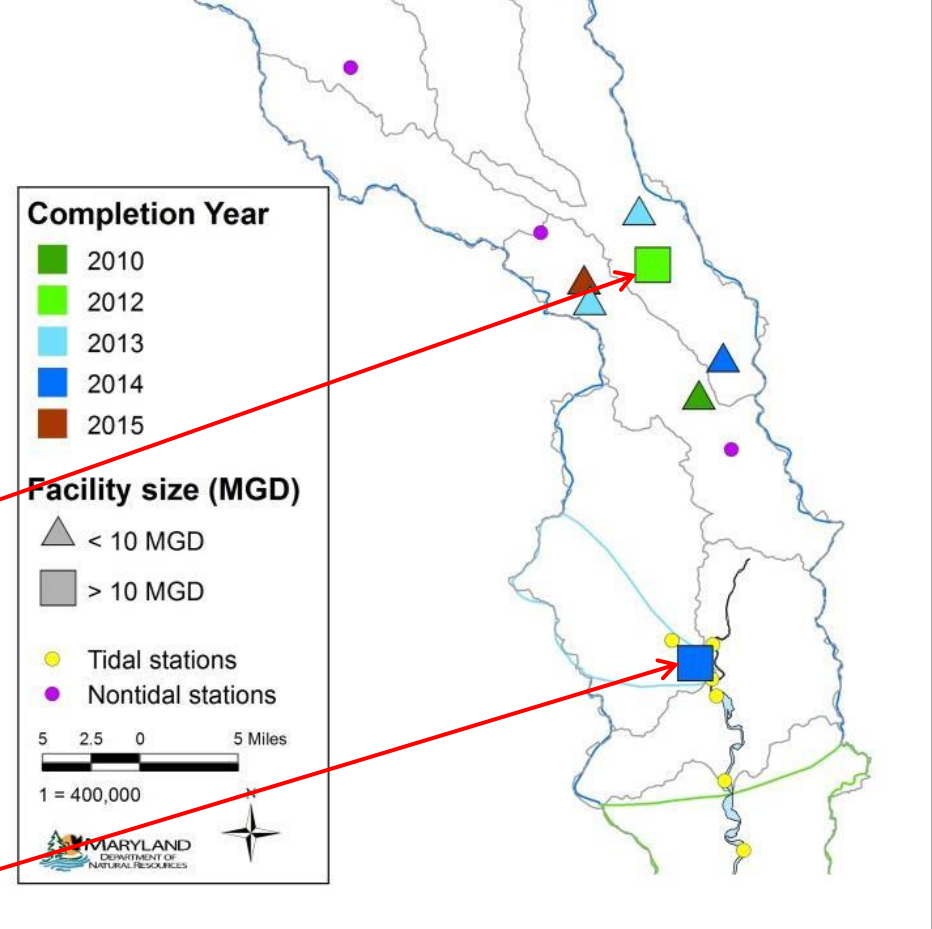 Completion Year
2010
2012
2013
2014
2015
Facility size (MGD)
< 10 MGD
> 10 MGD
Tidal stations
Nontidal stations
5 2.5 0 5 Miles
1 = 400,000
MARYLAND
DEPARTMENT OF
NATURAL RESOURCES